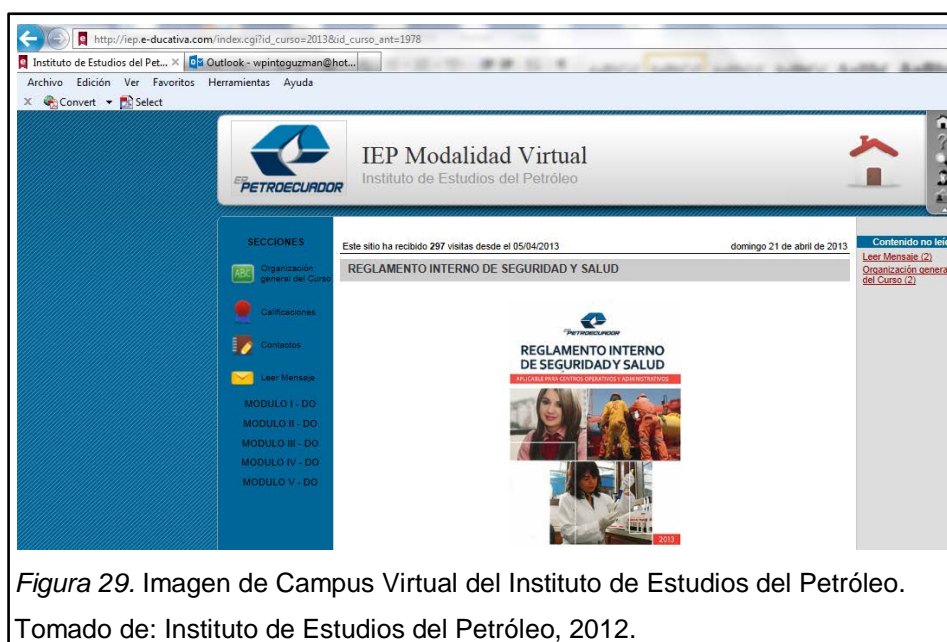 http://iep.e-ducativa.com/index.cgi?id_curso=2013&id_curso_ant=1978
Instituto de Estudios del Pet... × Outlook - wpintoguzman@hot...
Archivo Edición Ver Favoritos Herramientas Ayuda
x Convert Select
EP PETROECUADOR
IEP Modalidad Virtual
Instituto de Estudios del Petróleo
SECCIONES
ABC Organización general del Curso
Calificaciones
Contactos
Leer Mensaje
MODULO I - DO
MODULO II - DO
MODULO III - DO
MODULO IV - DO
MODULO V - DO
Este sitio ha recibido 297 visitas desde el 05/04/2013 domingo 21 de abril de 2013
REGLAMENTO INTERNO DE SEGURIDAD Y SALUD
EP PETROECUADOR
REGLAMENTO INTERNO
DE SEGURIDAD Y SALUD
APLICABLE PARA CENTROS OPERATIVOS Y ADMINISTRATIVOS
2013
Contenido no leíd
Leer Mensaje (2)
Organización genera
del Curso (2)
Figura 29. Imagen de Campus Virtual del Instituto de Estudios del Petróleo.
Tomado de: Instituto de Estudios del Petróleo, 2012.